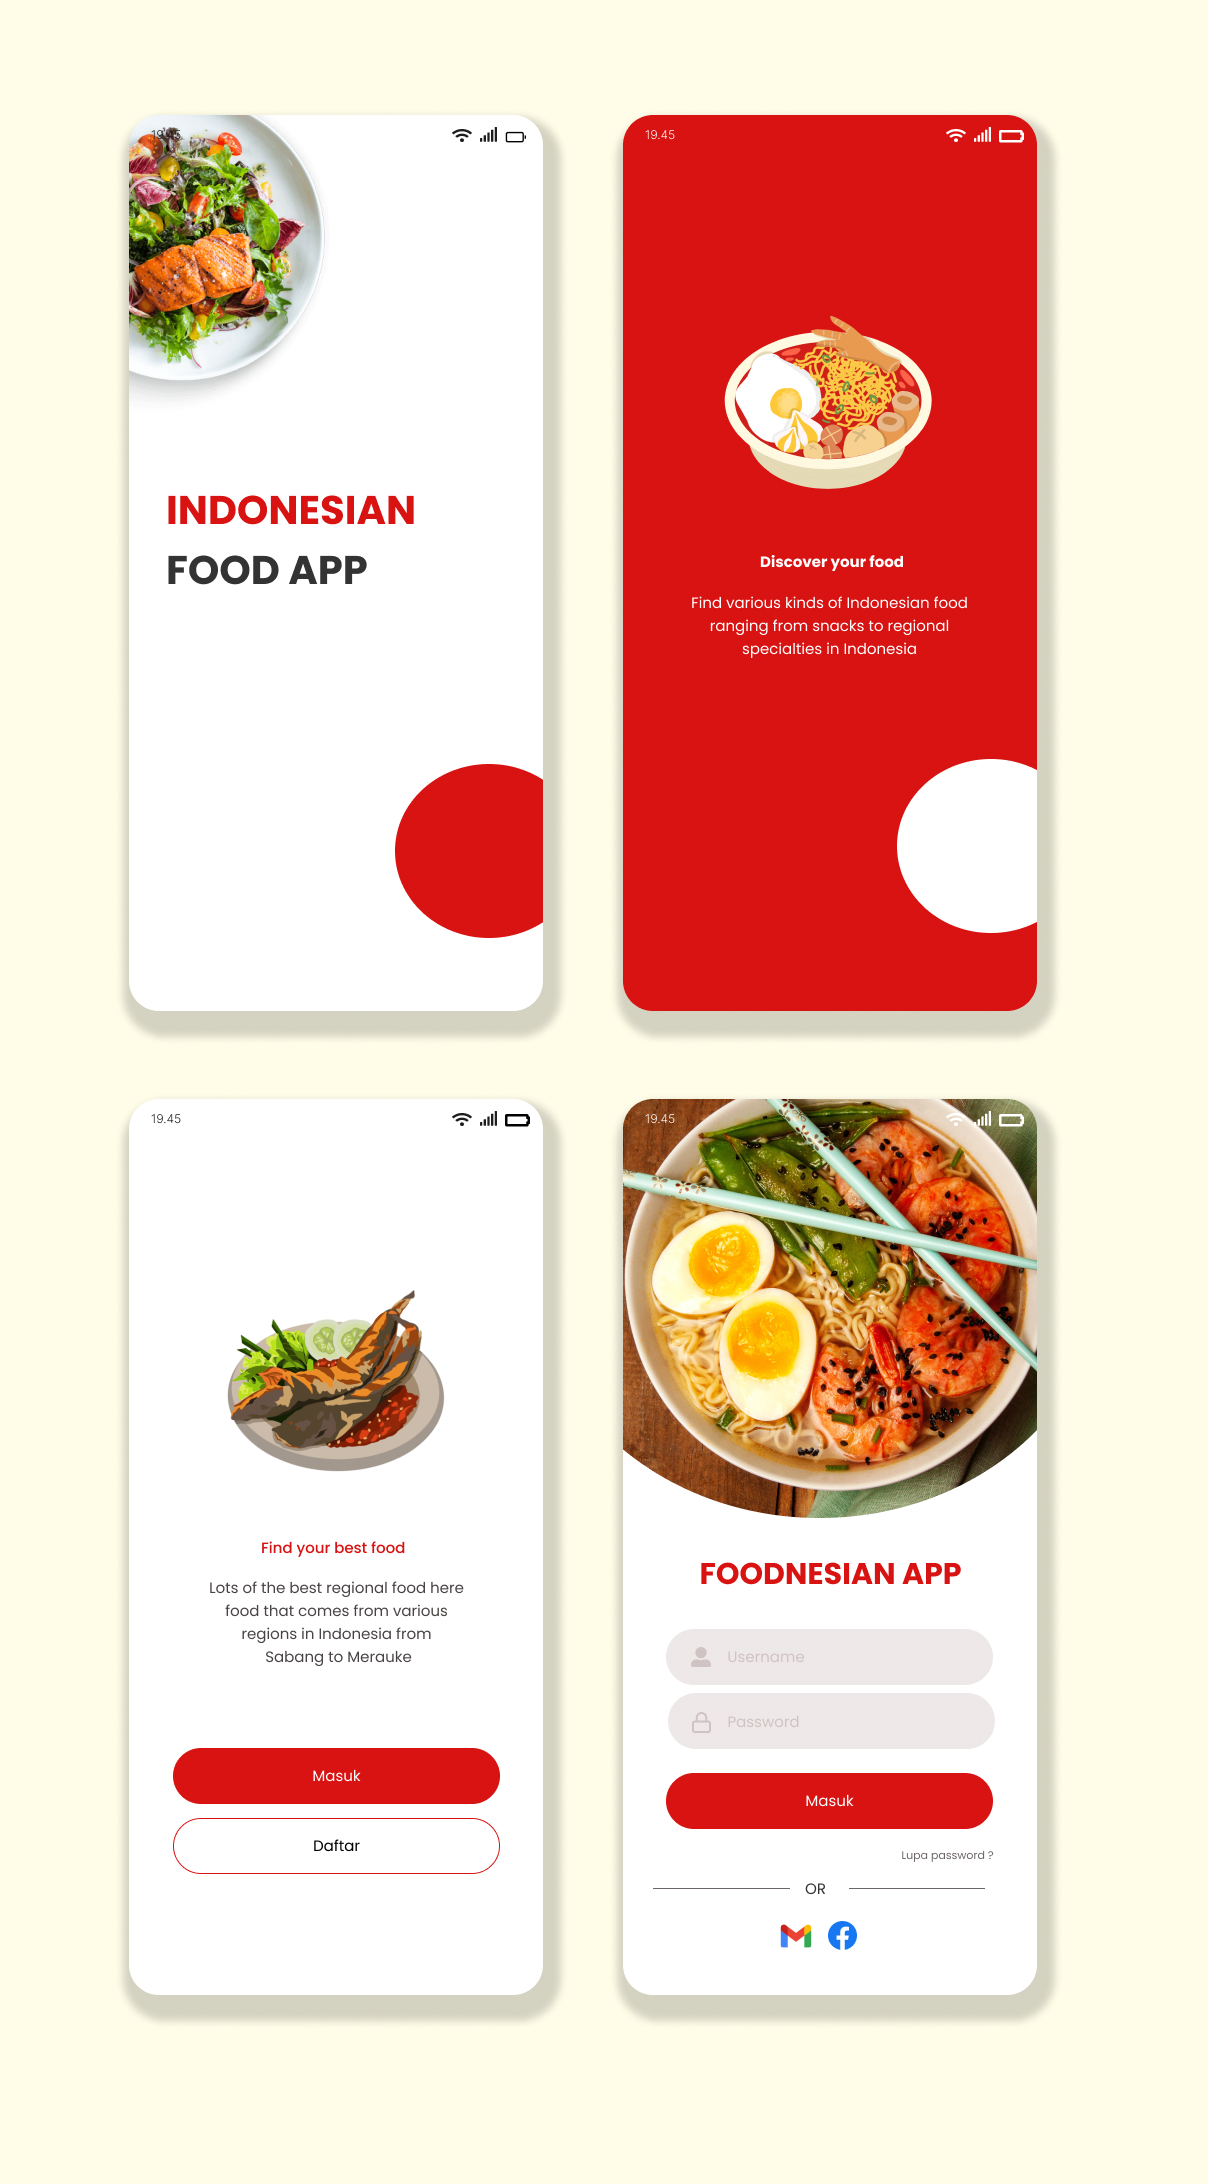 19.45
INDONESIAN
FOOD APP
19.45
Discover your food
Find various kinds of Indonesian food
ranging from snacks to regional
specialties in Indonesia
19.45
Find your best food
Lots of the best regional food here
food that comes from various
regions in Indonesia from
Sabang to Merauke
Masuk
Daftar
19.45
FOODNESIAN APP
Username
Password
Masuk
Lupa password ?
OR